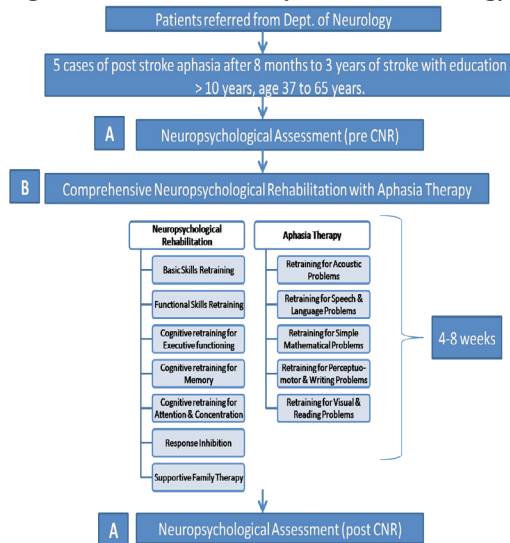 Patients referred from Dept. of Neurology
5 cases of post stroke aphasia after 8 months to 3 years of stroke with education
> 10 years, age 37 to 65 years.
A
Neuropsychological Assessment (pre CNR)
B
Comprehensive Neuropsychological Rehabilitation with Aphasia Therapy
Neuropsychological
Rehabilitation
Basic Skills Retraining
Functional Skills Retraining
Cognitive retraining for
Executive functioning
Cognitive retraining for
Memory
Cognitive retraining for
Attention & Concentration
Response Inhibition
Supportive Family Therapy
Aphasia Therapy
Retraining for Acoustic
Problems
Retraining for Speech &
Language Problems
Retraining for Simple
Mathematical Problems
Retraining for Perceptuo-
motor & Writing Problems
Retraining for Visual &
Reading Problems
4-8 weeks
A
Neuropsychological Assessment (post CNR)